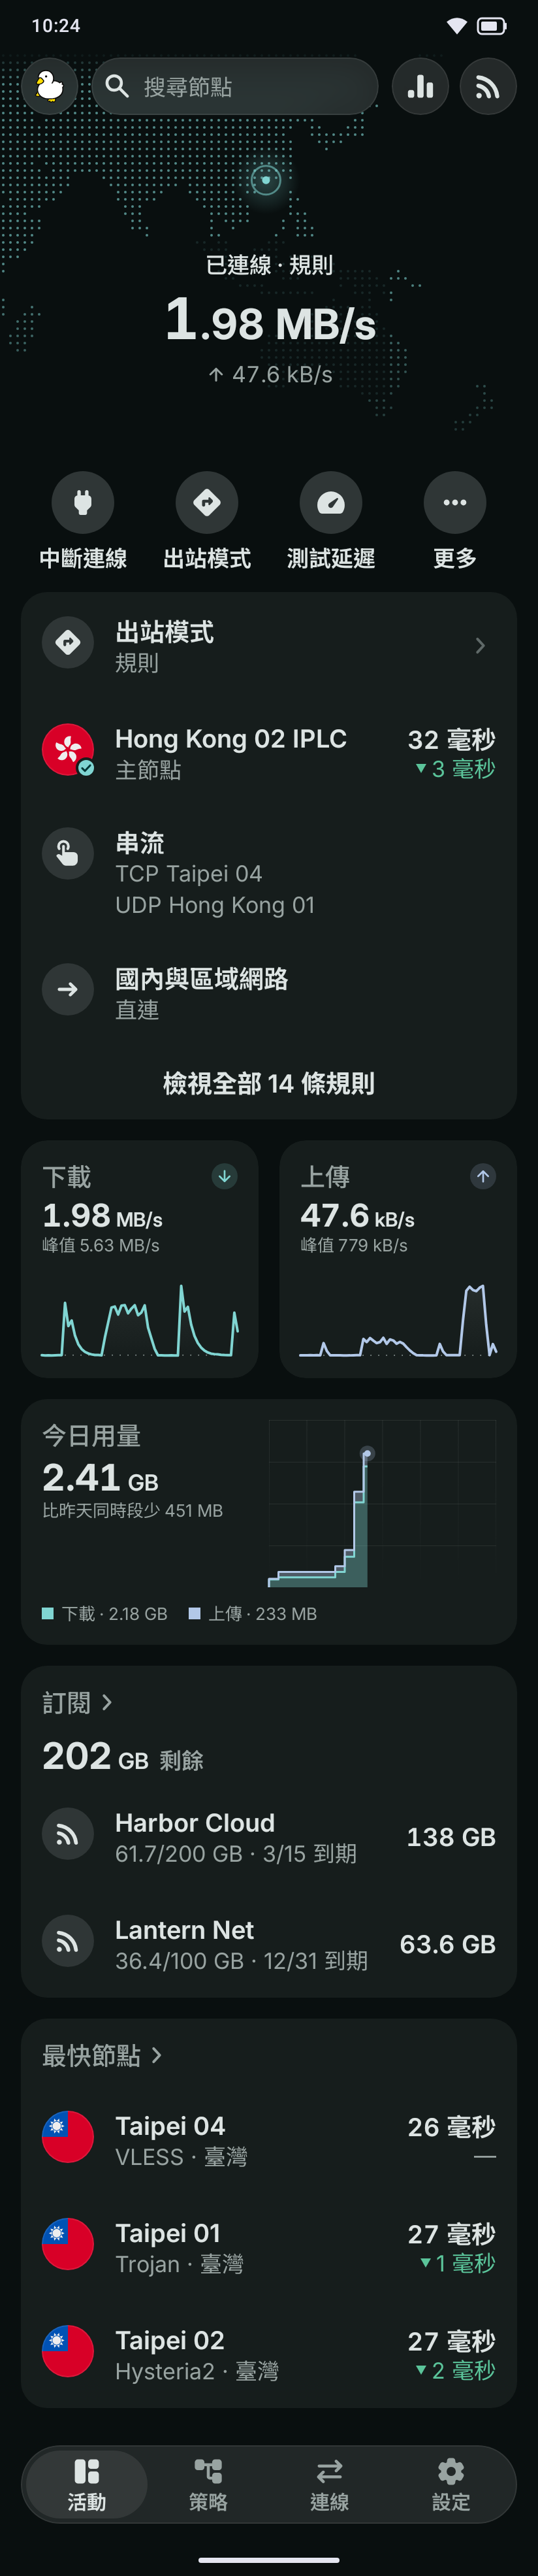 10:24
搜尋節點
已連線 · 規則
1.98 MB/s
↑ 47.6 kB/s
中斷連線
出站模式
測試延遲
更多
出站模式
規則
Hong Kong 02 IPLC
32 毫秒
主節點
▼3 毫秒
串流
TCP Taipei 04
UDP Hong Kong 01
國內與區域網路
直連
檢視全部 14 條規則
下載
1.98 MB/s
峰值 5.63 MB/s
上傳
47.6 kB/s
峰值 779 kB/s
今日用量
2.41 GB
比昨天同時段少 451 MB
下載 · 2.18 GB
上傳 · 233 MB
訂閱
202 GB 剩餘
Harbor Cloud
138 GB
61.7/200 GB · 3/15 到期
Lantern Net
63.6 GB
36.4/100 GB · 12/31 到期
最快節點
Taipei 04
26 毫秒
VLESS · 臺灣
—
Taipei 01
27 毫秒
Trojan · 臺灣
▼1 毫秒
Taipei 02
27 毫秒
Hysteria2 · 臺灣
▼2 毫秒
活動
策略
連線
設定